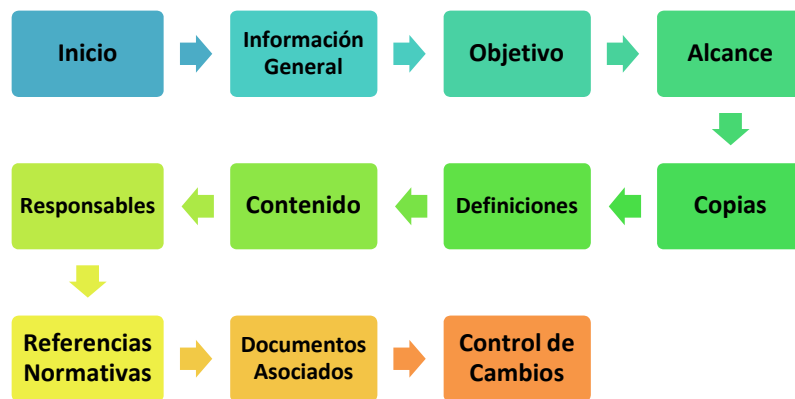 Inicio
Información
General
Objetivo
Alcance
Copias
Definiciones
Contenido
Responsables
Referencias
Normativas
Documentos
Asociados
Control de
Cambios